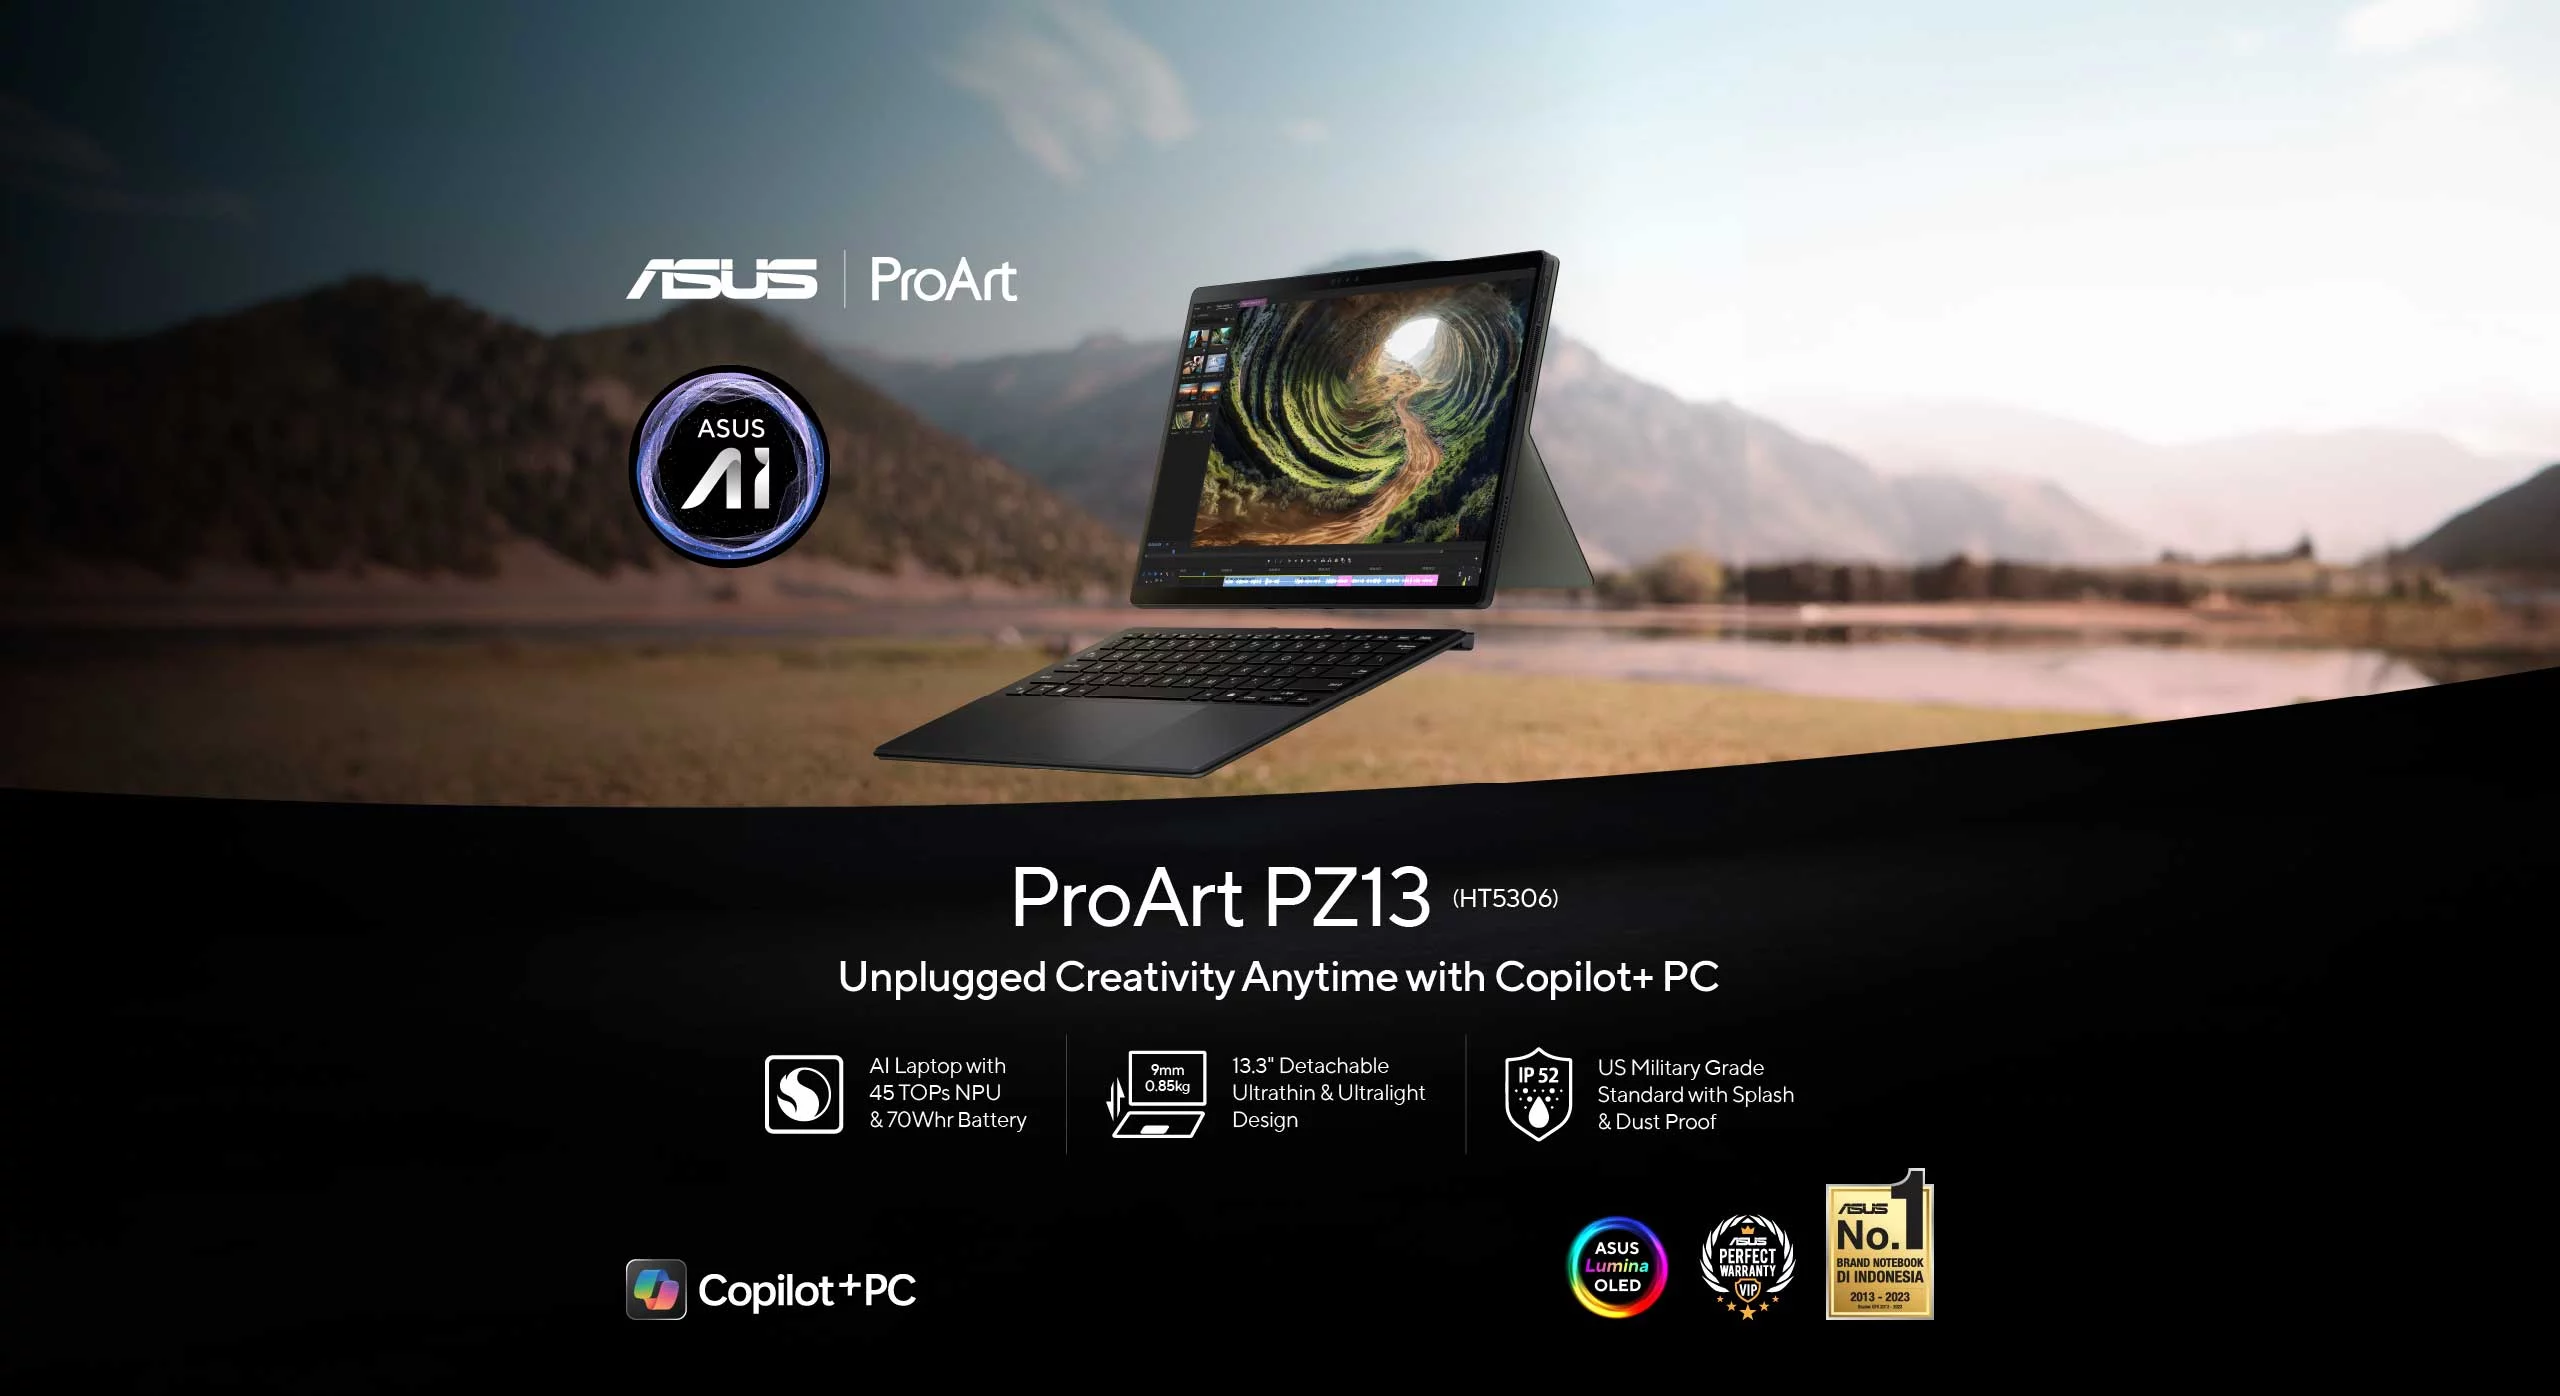 ASUS | ProArt
ASUS
AI
ProArt PZ13 (HT5306)
Unplugged Creativity Anytime with Copilot+ PC
AI Laptop with
45 TOPs NPU
& 70Whr Battery
9mm
0.85kg
13.3" Detachable
Ultrathin & Ultralight
Design
IP 52
US Military Grade
Standard with Splash
& Dust Proof
Copilot+PC
ASUS
Lumina
OLED
ASUS
PERFECT
WARRANTY
VIP
ASUS
No.1
BRAND NOTEBOOK
DI INDONESIA
2013 - 2023